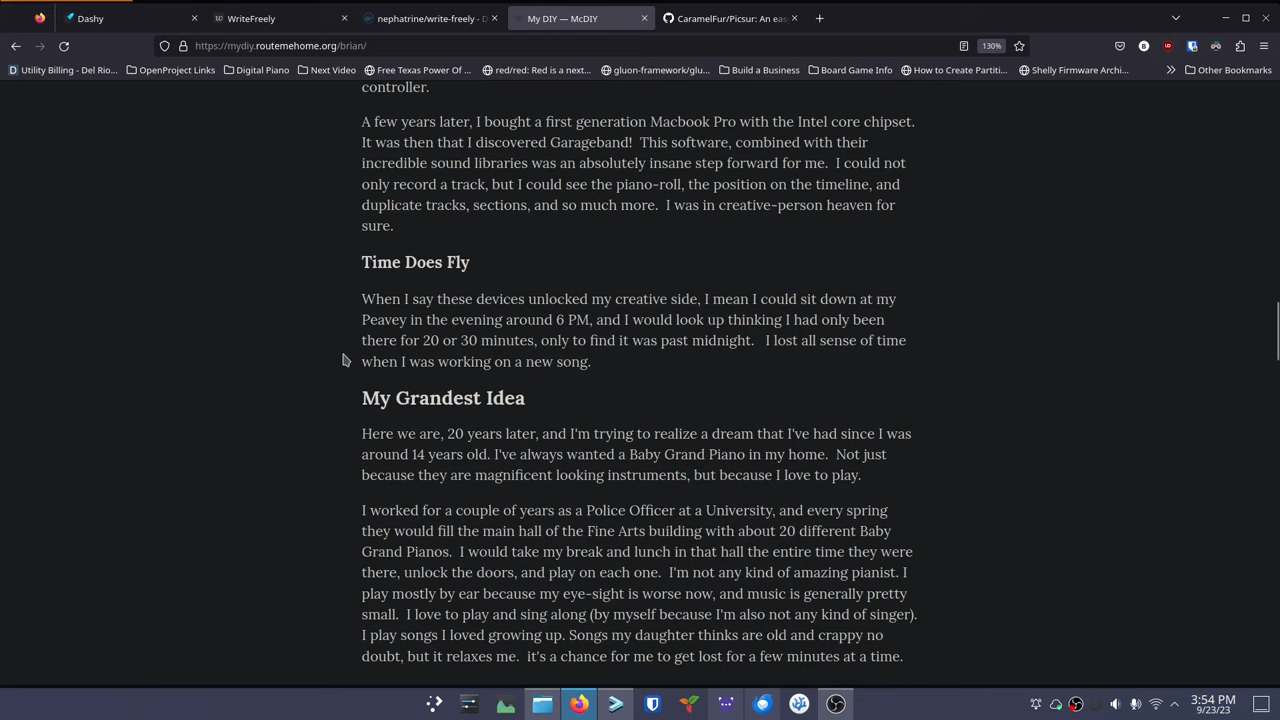 Dashy
WriteFreely
nephatrine/write-freely - D
My DIY — McDIY
CaramelFur/Picsur: An eas
https://mydiy.routemehome.org/brian/
130%
Utility Billing - Del Rio...
OpenProject Links
Digital Piano
Next Video
Free Texas Power Of ...
red/red: Red is a next...
gluon-framework/glu...
Build a Business
Board Game Info
How to Create Partiti...
Shelly Firmware Archi...
Other Bookmarks
controller.
A few years later, I bought a first generation Macbook Pro with the Intel core chipset.
It was then that I discovered Garageband!  This software, combined with their
incredible sound libraries was an absolutely insane step forward for me.  I could not
only record a track, but I could see the piano-roll, the position on the timeline, and
duplicate tracks, sections, and so much more.  I was in creative-person heaven for
sure.
Time Does Fly
When I say these devices unlocked my creative side, I mean I could sit down at my
Peavey in the evening around 6 PM, and I would look up thinking I had only been
there for 20 or 30 minutes, only to find it was past midnight.   I lost all sense of time
when I was working on a new song.
My Grandest Idea
Here we are, 20 years later, and I'm trying to realize a dream that I've had since I was
around 14 years old. I've always wanted a Baby Grand Piano in my home.  Not just
because they are magnificent looking instruments, but because I love to play.
I worked for a couple of years as a Police Officer at a University, and every spring
they would fill the main hall of the Fine Arts building with about 20 different Baby
Grand Pianos.  I would take my break and lunch in that hall the entire time they were
there, unlock the doors, and play on each one.  I'm not any kind of amazing pianist. I
play mostly by ear because my eye-sight is worse now, and music is generally pretty
small.  I love to play and sing along (by myself because I'm also not any kind of singer).
I play songs I loved growing up. Songs my daughter thinks are old and crappy no
doubt, but it relaxes me.  it's a chance for me to get lost for a few minutes at a time.
3:54 PM
9/23/23